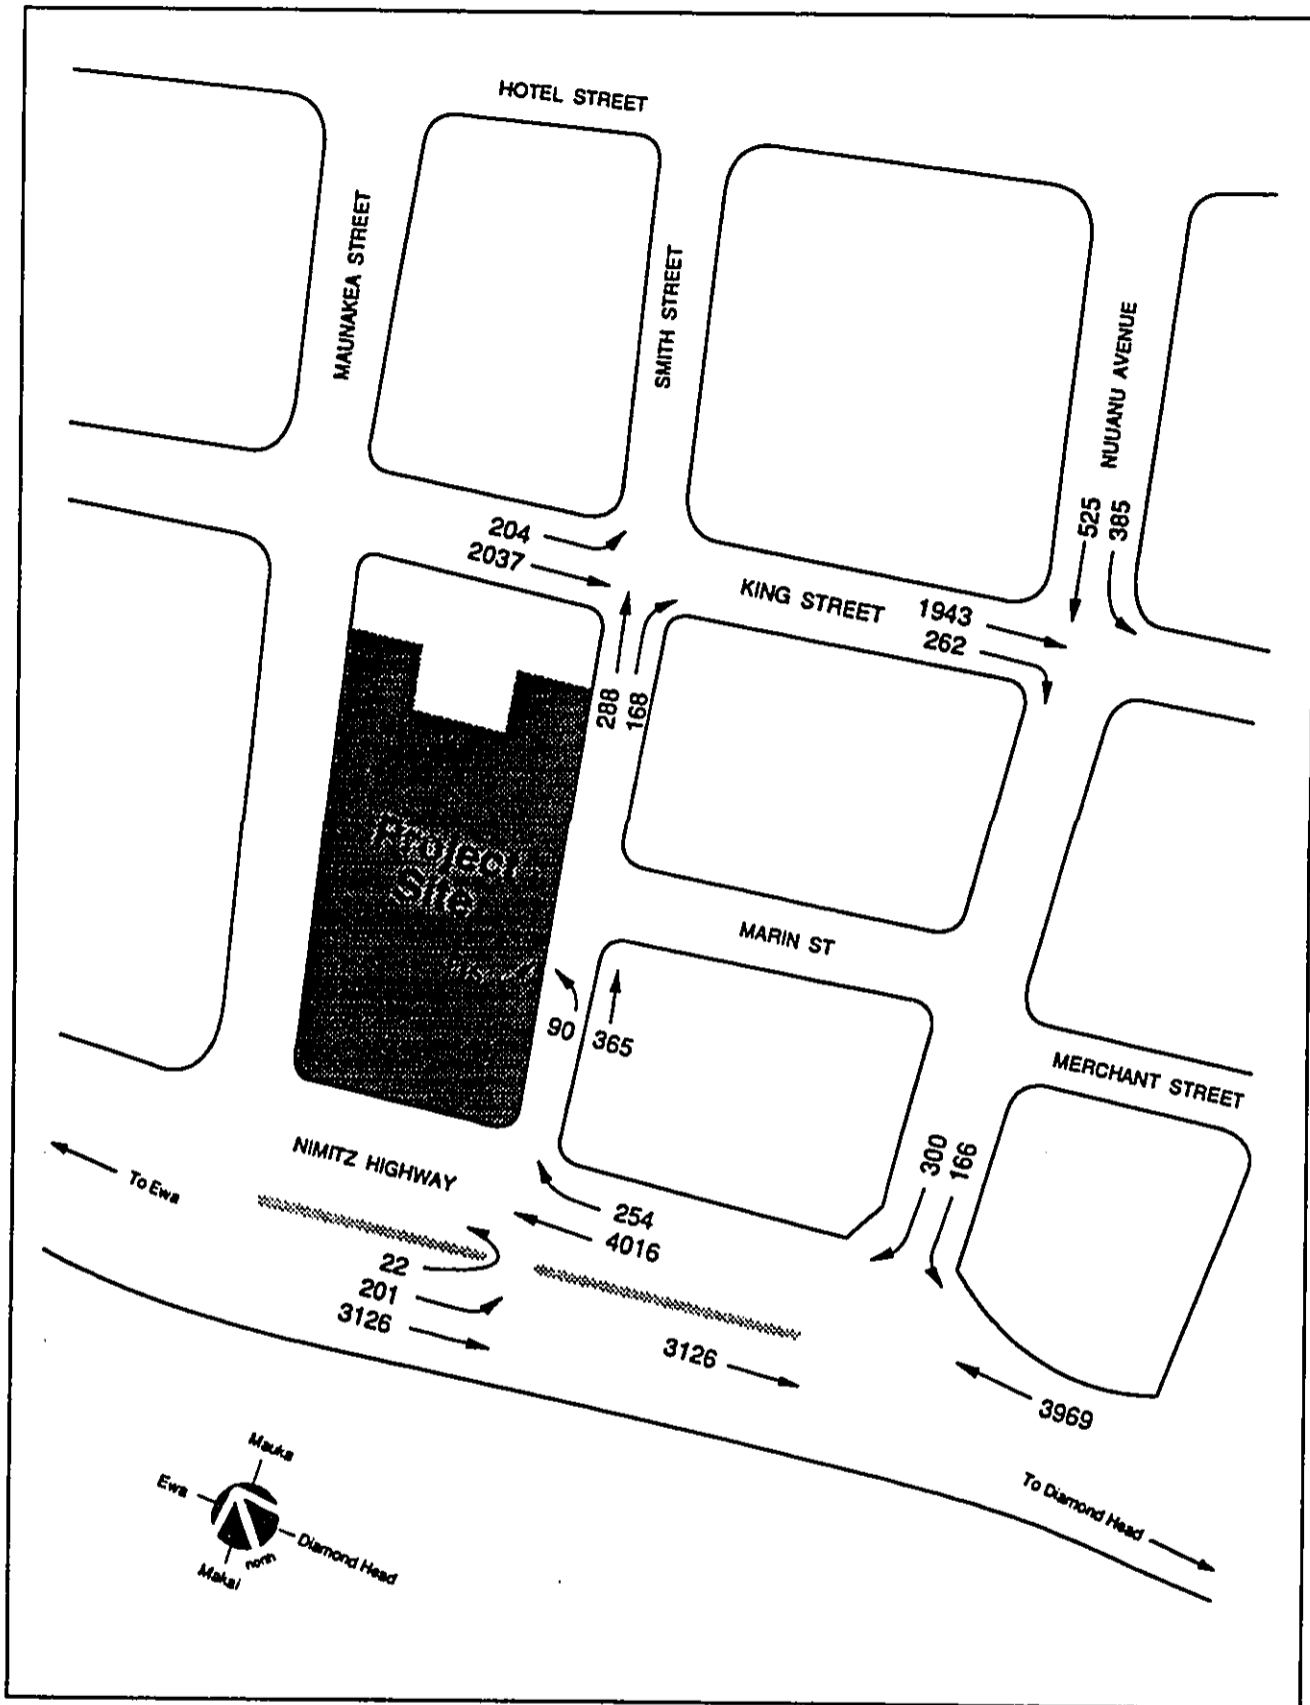 HOTEL STREET
MAUNAKEA STREET
SMITH STREET
NUUANU AVENUE
525
385
204
2037
KING STREET
1943
262
288
168
Project
Site
MARIN ST
90
365
MERCHANT STREET
NIMITZ HIGHWAY
300
166
To Ewa
254
4016
22
201
3126
3126
3969
Mauka
Ewa
Diamond Head
north
Makai
To Diamond Head